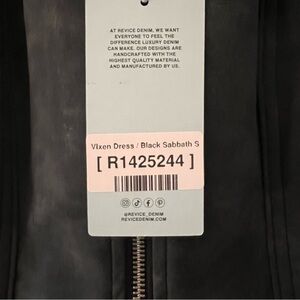 AT REVICE DENIM, WE WANT
EVERYONE TO FEEL THE
DIFFERENCE LUXURY DENIM
CAN MAKE. OUR DESIGNS ARE
HANDCRAFTED WITH THE
HIGHEST QUALITY MATERIAL
AND MANUFACTURED BY US.
Vixen Dress / Black Sabbath S
[ R1425244 ]
@REVICE_DENIM
REVICEDENIM.COM